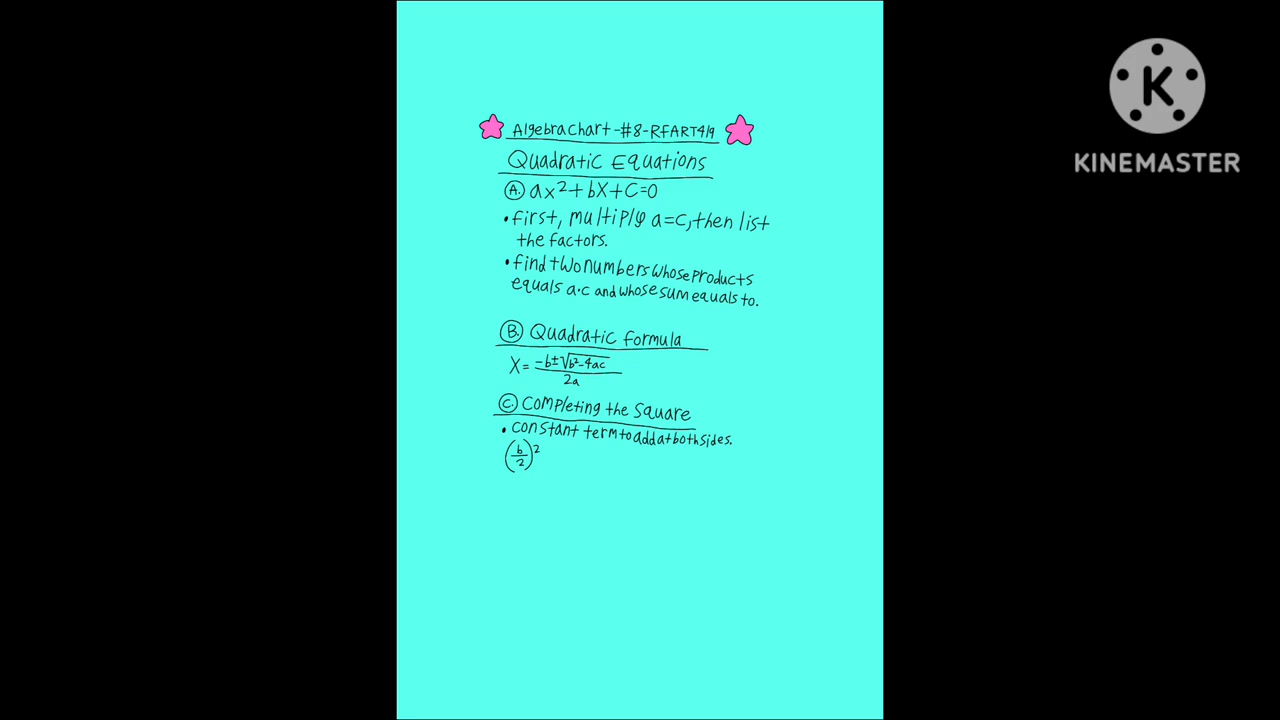 Algebra Chart-#8-RFART419
Quadratic Equations
A. ax²+bx+c=0
• First, multiply a=c, then list
the factors.
• find two numbers whose products
equals a·c and whose sum equals to.
B. Quadratic formula
X= -b±√b²-4ac / 2a
C. Completing the Square
• constant term to add at both sides.
(b/2)²
K
KINEMASTER